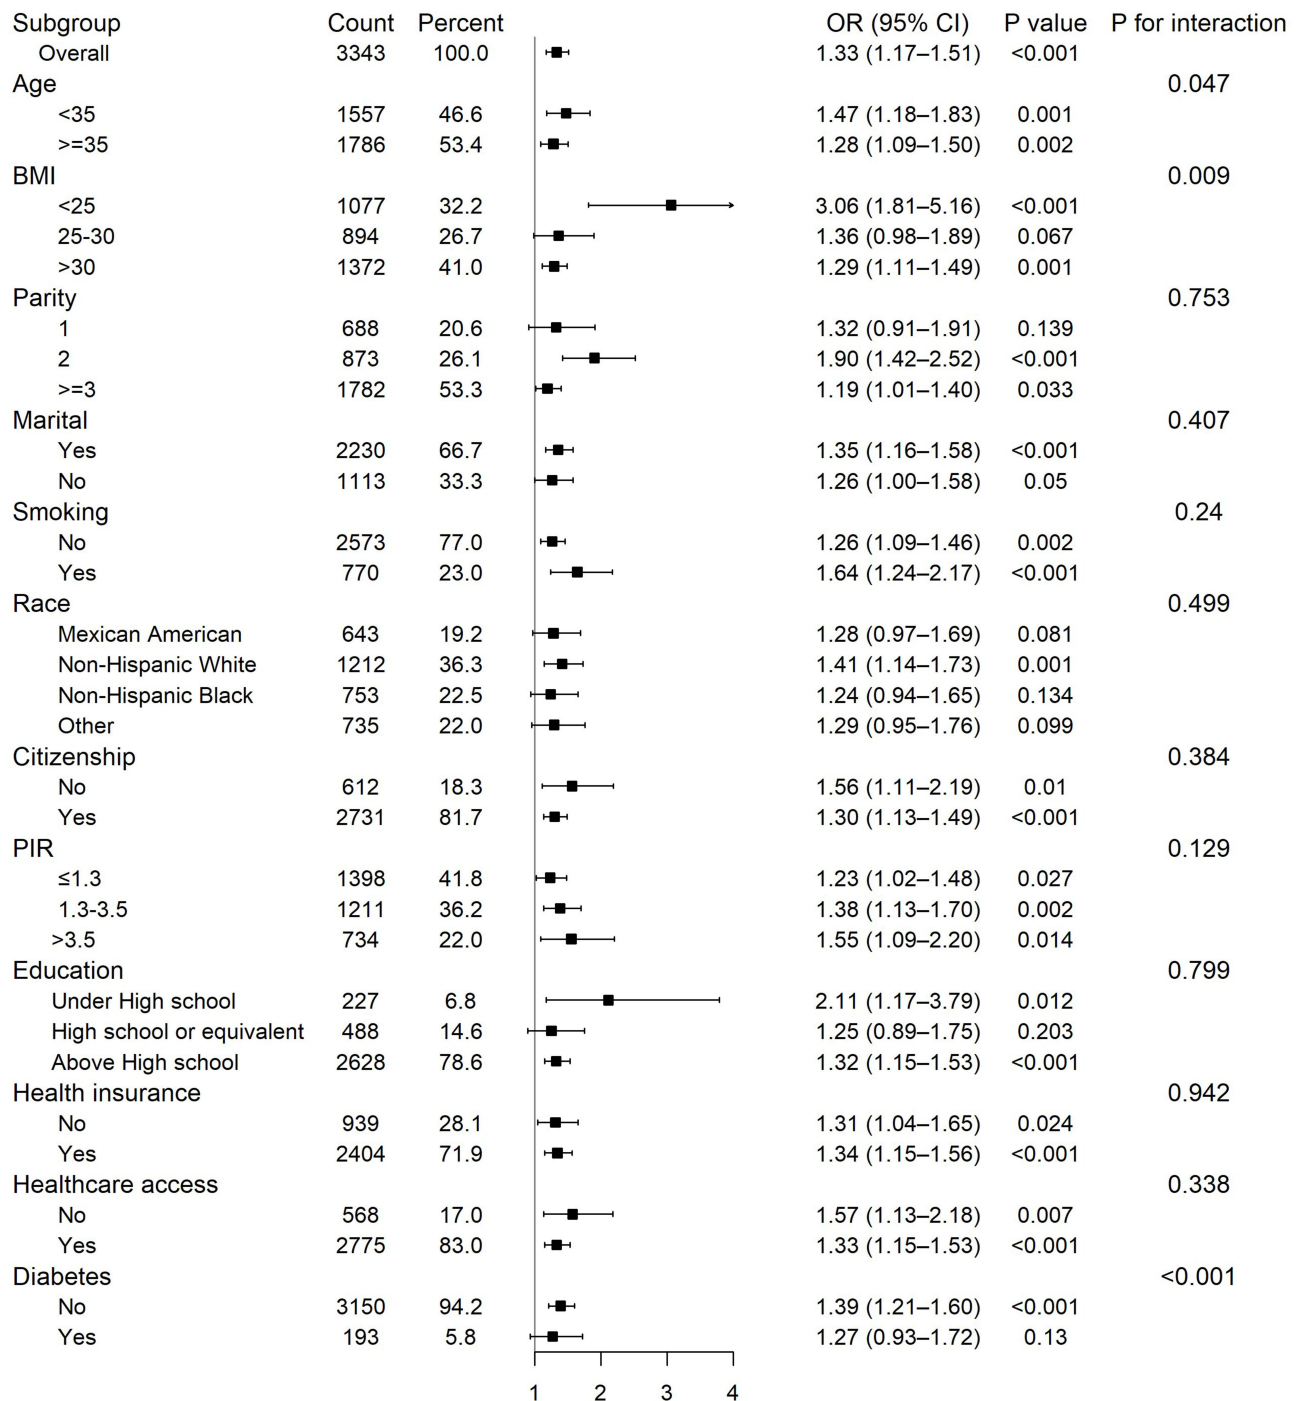 Subgroup Count Percent OR (95% CI) P value P for interaction
Overall 3343 100.0 1.33 (1.17–1.51) <0.001
Age 0.047
<35 1557 46.6 1.47 (1.18–1.83) 0.001
>=35 1786 53.4 1.28 (1.09–1.50) 0.002
BMI 0.009
<25 1077 32.2 3.06 (1.81–5.16) <0.001
25-30 894 26.7 1.36 (0.98–1.89) 0.067
>30 1372 41.0 1.29 (1.11–1.49) 0.001
Parity 0.753
1 688 20.6 1.32 (0.91–1.91) 0.139
2 873 26.1 1.90 (1.42–2.52) <0.001
>=3 1782 53.3 1.19 (1.01–1.40) 0.033
Marital 0.407
Yes 2230 66.7 1.35 (1.16–1.58) <0.001
No 1113 33.3 1.26 (1.00–1.58) 0.05
Smoking 0.24
No 2573 77.0 1.26 (1.09–1.46) 0.002
Yes 770 23.0 1.64 (1.24–2.17) <0.001
Race 0.499
Mexican American 643 19.2 1.28 (0.97–1.69) 0.081
Non-Hispanic White 1212 36.3 1.41 (1.14–1.73) 0.001
Non-Hispanic Black 753 22.5 1.24 (0.94–1.65) 0.134
Other 735 22.0 1.29 (0.95–1.76) 0.099
Citizenship 0.384
No 612 18.3 1.56 (1.11–2.19) 0.01
Yes 2731 81.7 1.30 (1.13–1.49) <0.001
PIR 0.129
≤1.3 1398 41.8 1.23 (1.02–1.48) 0.027
1.3-3.5 1211 36.2 1.38 (1.13–1.70) 0.002
>3.5 734 22.0 1.55 (1.09–2.20) 0.014
Education 0.799
Under High school 227 6.8 2.11 (1.17–3.79) 0.012
High school or equivalent 488 14.6 1.25 (0.89–1.75) 0.203
Above High school 2628 78.6 1.32 (1.15–1.53) <0.001
Health insurance 0.942
No 939 28.1 1.31 (1.04–1.65) 0.024
Yes 2404 71.9 1.34 (1.15–1.56) <0.001
Healthcare access 0.338
No 568 17.0 1.57 (1.13–2.18) 0.007
Yes 2775 83.0 1.33 (1.15–1.53) <0.001
Diabetes <0.001
No 3150 94.2 1.39 (1.21–1.60) <0.001
Yes 193 5.8 1.27 (0.93–1.72) 0.13
1 2 3 4